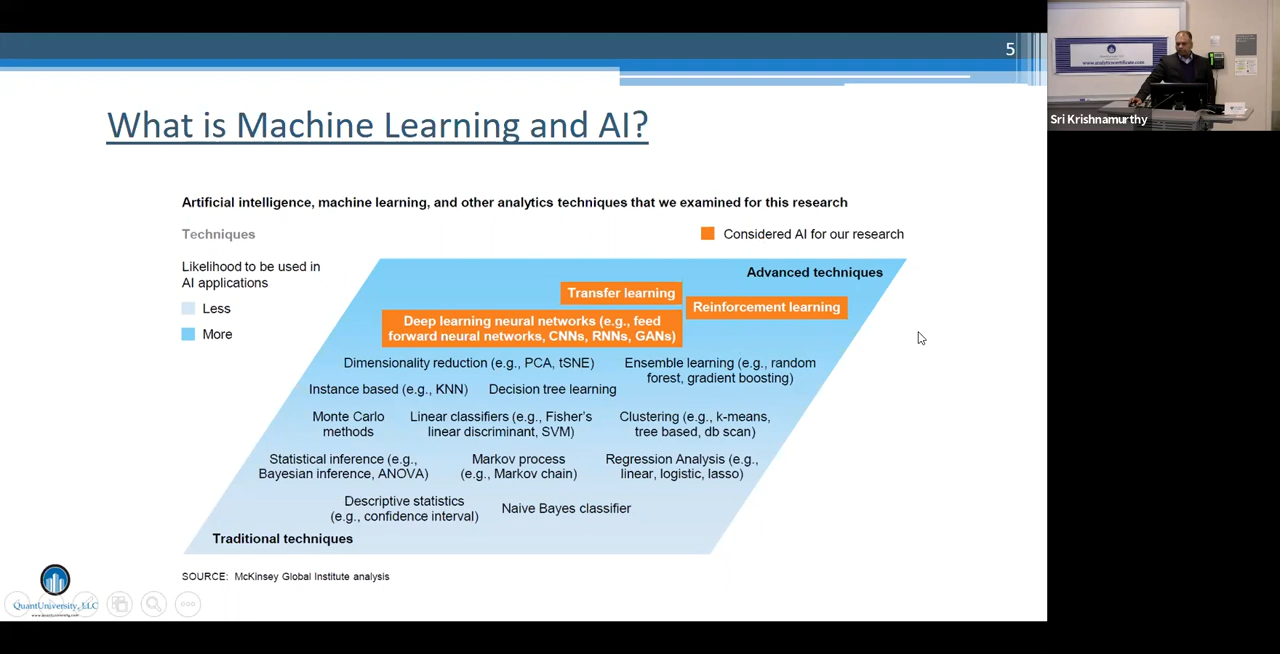 5
What is Machine Learning and AI?
Artificial intelligence, machine learning, and other analytics techniques that we examined for this research
Techniques
Considered AI for our research
Likelihood to be used in
AI applications
Less
More
Advanced techniques
Transfer learning
Reinforcement learning
Deep learning neural networks (e.g., feed
forward neural networks, CNNs, RNNs, GANs)
Dimensionality reduction (e.g., PCA, tSNE)
Ensemble learning (e.g., random
forest, gradient boosting)
Instance based (e.g., KNN)
Decision tree learning
Monte Carlo
methods
Linear classifiers (e.g., Fisher's
linear discriminant, SVM)
Clustering (e.g., k-means,
tree based, db scan)
Statistical inference (e.g.,
Bayesian inference, ANOVA)
Markov process
(e.g., Markov chain)
Regression Analysis (e.g.,
linear, logistic, lasso)
Descriptive statistics
(e.g., confidence interval)
Naive Bayes classifier
Traditional techniques
SOURCE: McKinsey Global Institute analysis
QuantUniversity, LLC
www.analyticscertificate.com
Sri Krishnamurthy